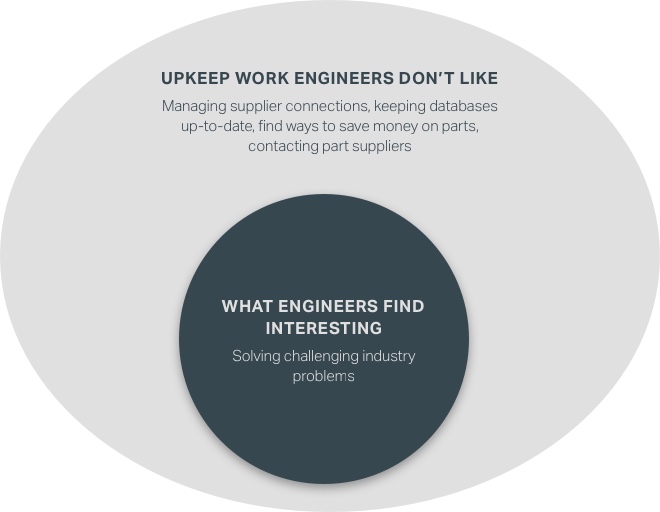 UPKEEP WORK ENGINEERS DON’T LIKE
Managing supplier connections, keeping databases
up-to-date, find ways to save money on parts,
contacting part suppliers
WHAT ENGINEERS FIND
INTERESTING
Solving challenging industry
problems